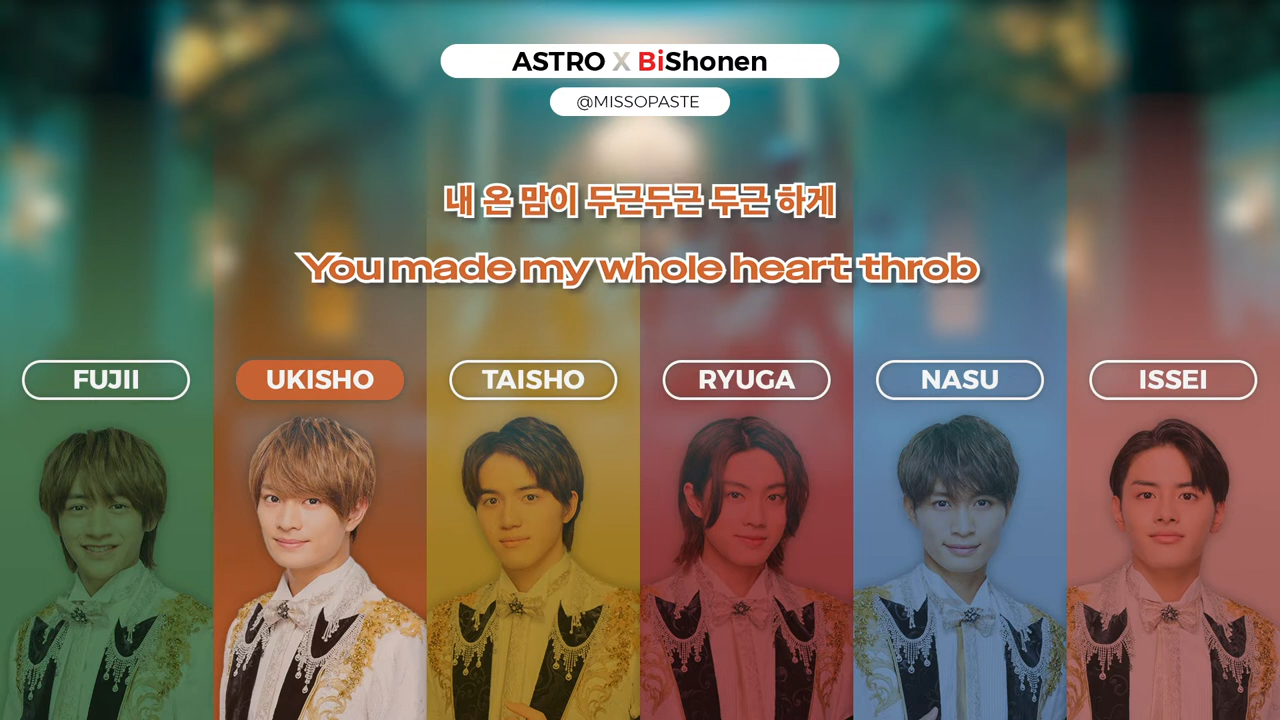 ASTRO X BiShonen
@MISSOPASTE
내 온 맘이 두근두근 두근 하게
You made my whole heart throb
FUJII
UKISHO
TAISHO
RYUGA
NASU
ISSEI